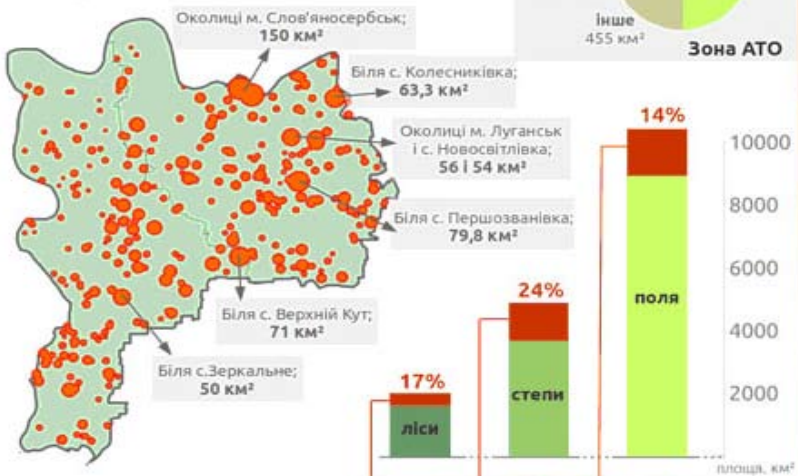 Околиці м. Слов'яносербськ;
150 км²
інше
455 км²
Зона АТО
Біля с. Колесниківка;
63,3 км²
Околиці м. Луганськ
і с. Новосвітлівка;
56 і 54 км²
Біля с. Першозванівка;
79,8 км²
Біля с. Верхній Кут;
71 км²
Біля с.Зеркальне;
50 км²
14%
10000
8000
24%
6000
поля
4000
17%
степи
2000
ліси
площа, км²